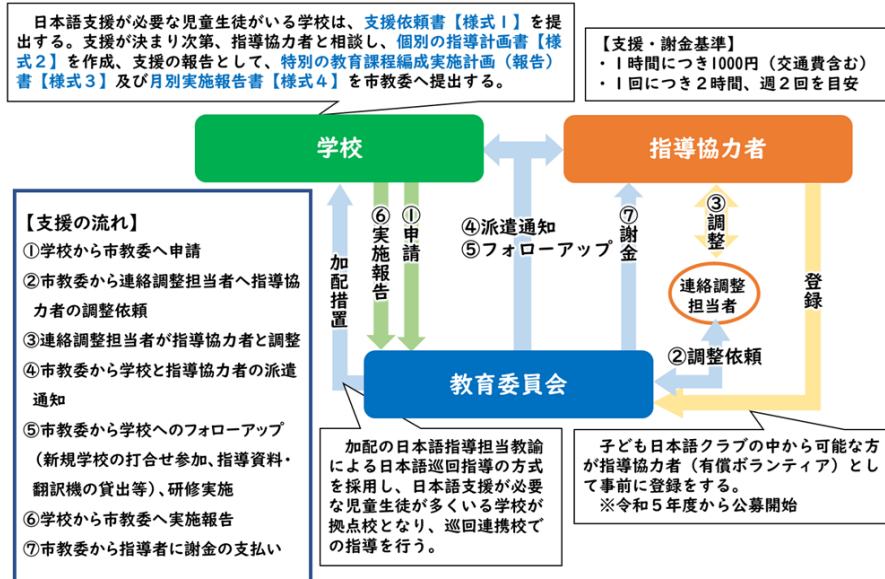 日本語支援が必要な児童生徒がいる学校は、支援依頼書【様式１】を提
出する。支援が決まり次第、指導協力者と相談し、個別の指導計画書【様
式２】を作成、支援の報告として、特別の教育課程編成実施計画（報告）
書【様式３】及び月別実施報告書【様式４】を市教委へ提出する。
【支援・謝金基準】
・１時間につき1000円（交通費含む）
・１回につき２時間、週２回を目安
学校
指導協力者
【支援の流れ】
①学校から市教委へ申請
②市教委から連絡調整担当者へ指導協
力者の調整依頼
③連絡調整担当者が指導協力者と調整
④市教委から学校と指導協力者の派遣
通知
⑤市教委から学校へのフォローアップ
（新規学校の打合せ参加、指導資料・
翻訳機の貸出等）、研修実施
⑥学校から市教委へ実施報告
⑦市教委から指導者に謝金の支払い
加配措置
⑥実施報告
①申請
④派遣通知
⑤フォローアップ
⑦謝金
③調整
連絡調整
担当者
登録
②調整依頼
教育委員会
加配の日本語指導担当教諭
による日本語巡回指導の方式
を採用し、日本語支援が必要
な児童生徒が多くいる学校が
拠点校となり、巡回連携校で
の指導を行う。
子ども日本語クラブの中から可能な方
が指導協力者（有償ボランティア）とし
て事前に登録をする。
※令和５年度から公募開始